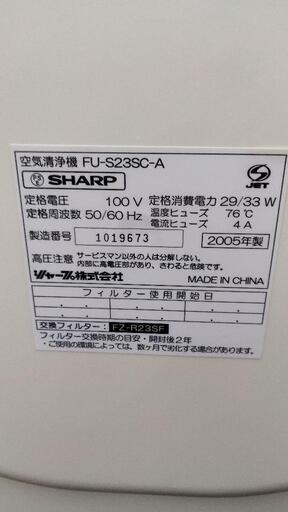 空気清浄機 FU-S23SC-A
PS E SHARP
JET
定格電圧 100 V 定格消費電力 29/33 W
定格周波数 50/60 Hz 温度ヒューズ 76℃
電流ヒューズ 4 A
製造番号 1019673 2005年製
高圧注意 サービスマン以外の人は分解しない。
内部に高電圧部があり、さわると危険です。
シャープ株式会社 MADE IN CHINA
フィルター使用開始日
交換フィルター: FZ-R23SF
フィルター交換時期の目安・開封後2年
・ご使用の環境によっては、数ヶ月で劣化する場合があります。